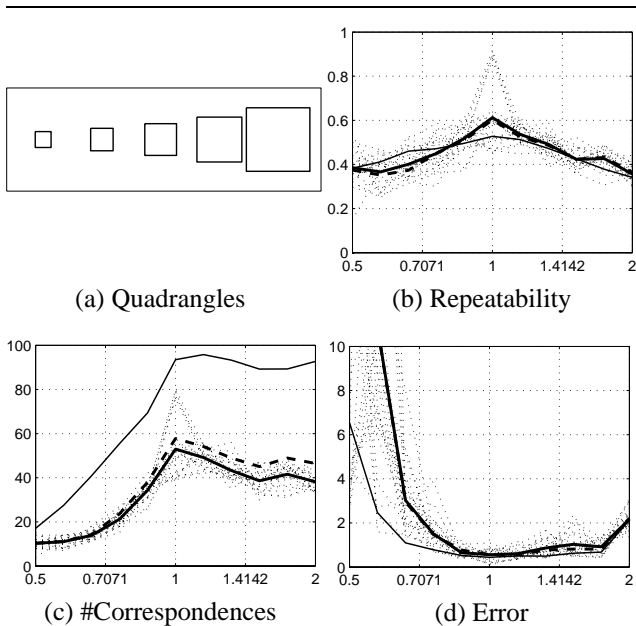 1
0.8
0.6
0.4
0.2
0
0.5 0.7071 1 1.4142 2
(a) Quadrangles
(b) Repeatability
100
80
60
40
20
0
0.5 0.7071 1 1.4142 2
10
8
6
4
2
0
0.5 0.7071 1 1.4142 2
(c) #Correspondences
(d) Error